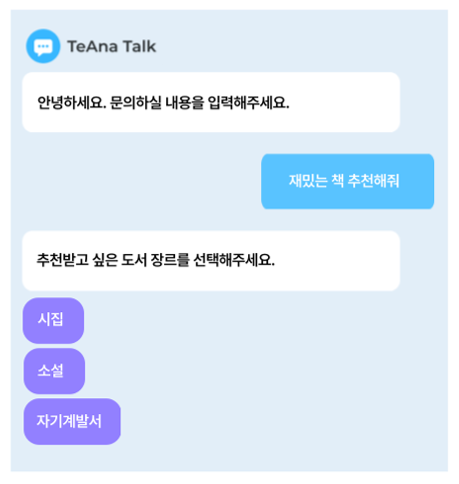 TeAna Talk
안녕하세요. 문의하실 내용을 입력해주세요.
재밌는 책 추천해줘
추천받고 싶은 도서 장르를 선택해주세요.
시집
소설
자기계발서